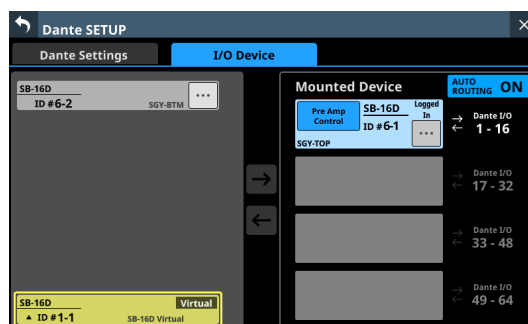 Dante SETUP
Dante Settings
I/O Device
SB-16D
ID #6-2
SGY-BTM
...
SB-16D
Virtual
▲ ID #1-1
SB-16D Virtual
→
←
Mounted Device
AUTO
ROUTING ON
Pre Amp
Control
SB-16D
ID #6-1
Logged
In
...
SGY-TOP
Dante I/O
1 - 16
Dante I/O
17 - 32
Dante I/O
33 - 48
Dante I/O
49 - 64